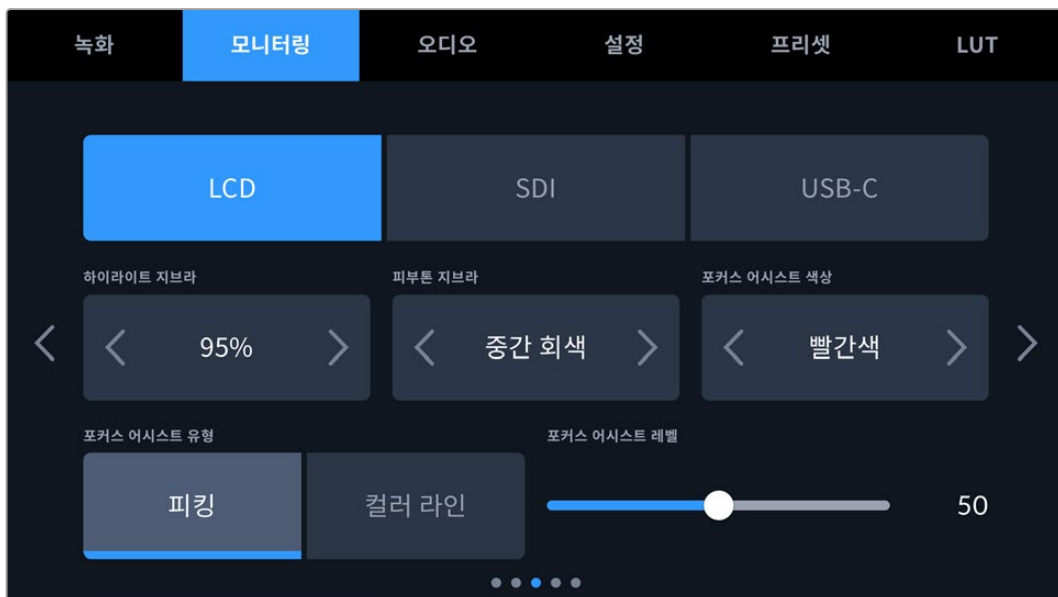 녹화 모니터링 오디오 설정 프리셋 LUT
LCD SDI USB-C
하이라이트 지브라 피부톤 지브라 포커스 어시스트 색상
95% 중간 회색 빨간색
포커스 어시스트 유형 포커스 어시스트 레벨
피킹 컬러 라인 50